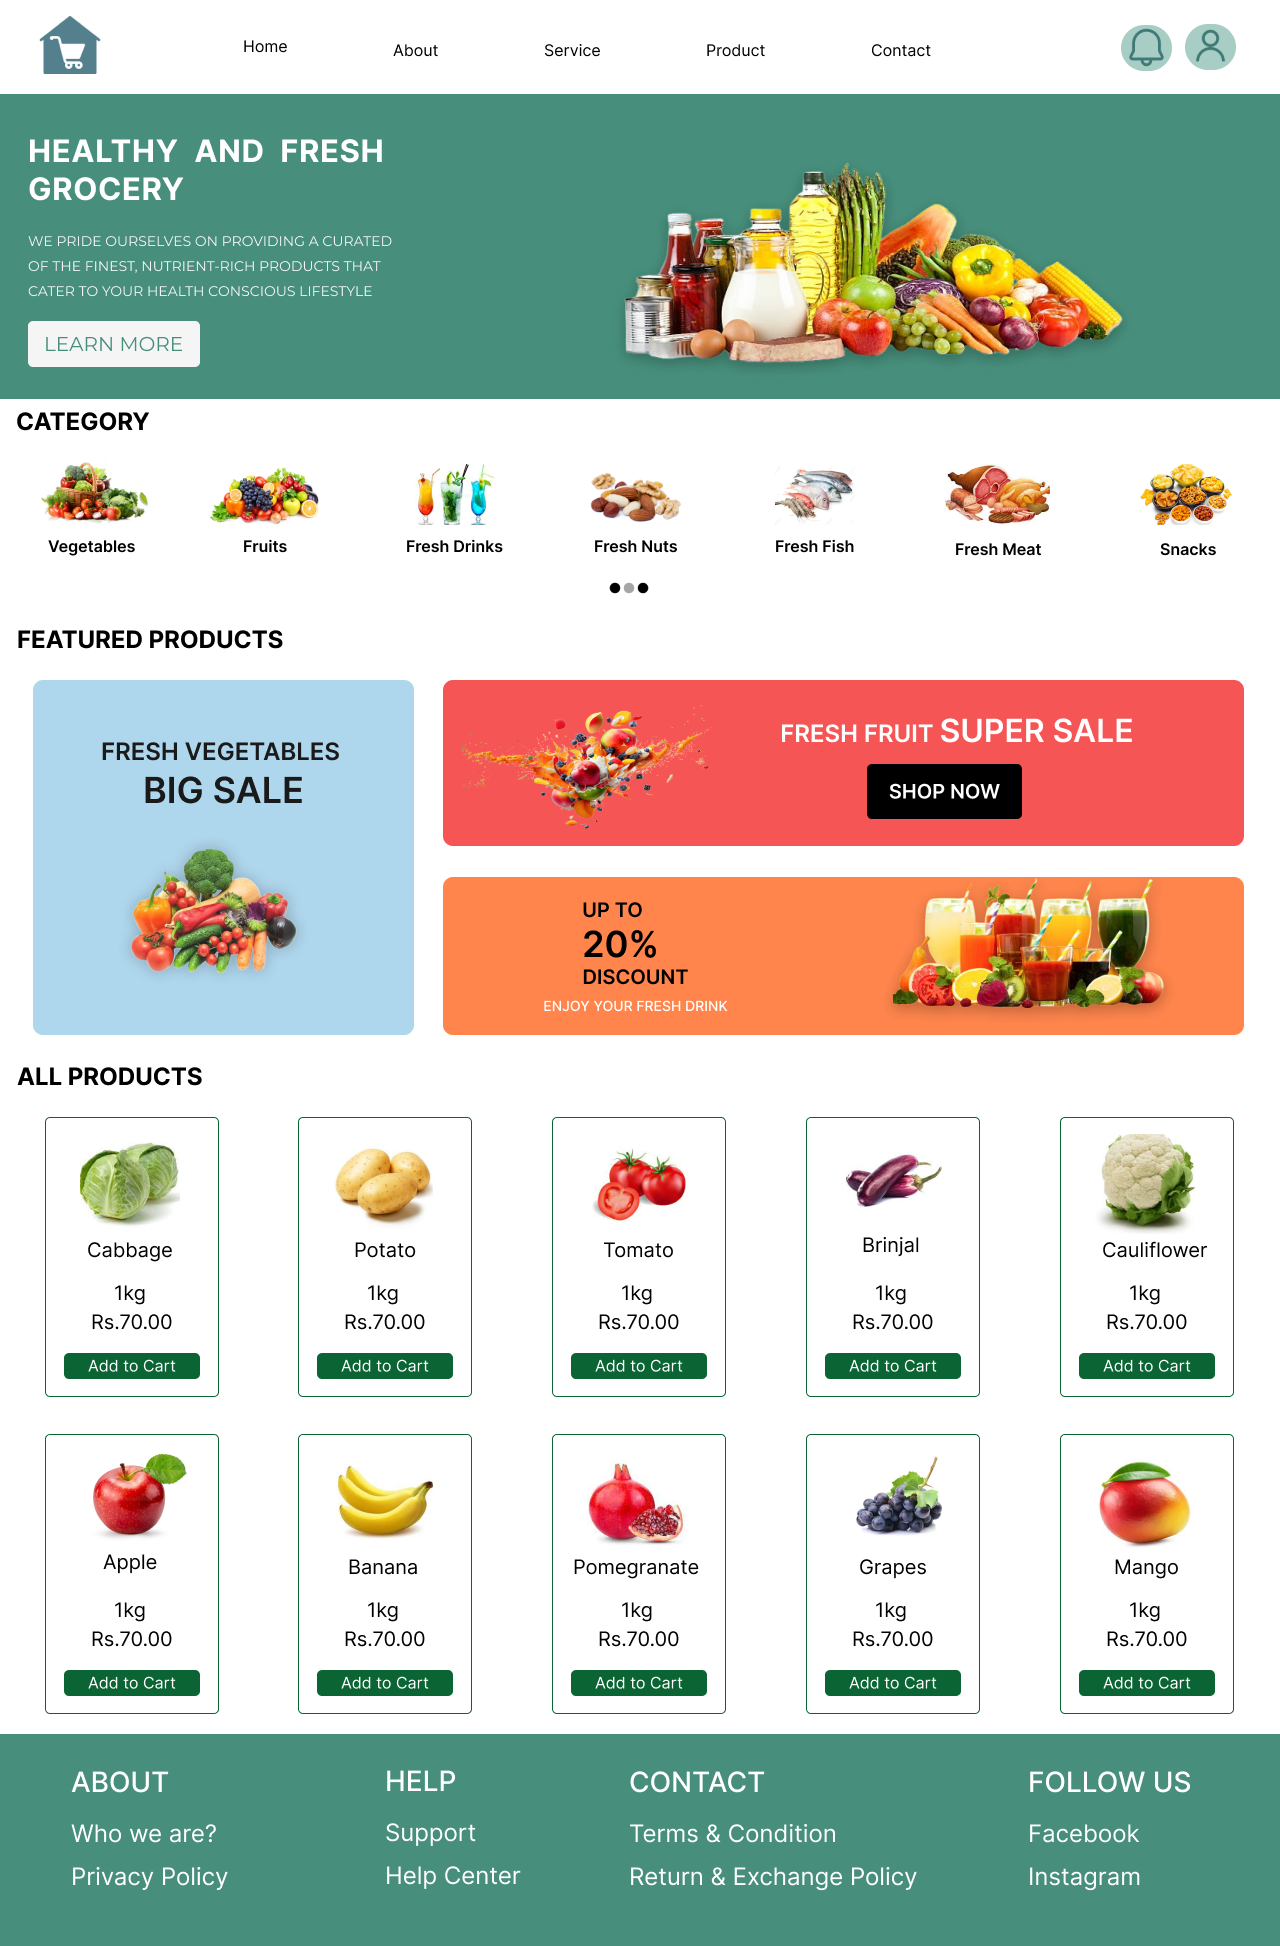 Home
About
Service
Product
Contact
HEALTHY AND FRESH
GROCERY
WE PRIDE OURSELVES ON PROVIDING A CURATED
OF THE FINEST, NUTRIENT-RICH PRODUCTS THAT
CATER TO YOUR HEALTH CONSCIOUS LIFESTYLE
LEARN MORE
CATEGORY
Vegetables
Fruits
Fresh Drinks
Fresh Nuts
Fresh Fish
Fresh Meat
Snacks
FEATURED PRODUCTS
FRESH VEGETABLES
BIG SALE
FRESH FRUIT SUPER SALE
SHOP NOW
UP TO
20%
DISCOUNT
ENJOY YOUR FRESH DRINK
ALL PRODUCTS
Cabbage
1kg
Rs.70.00
Add to Cart
Potato
1kg
Rs.70.00
Add to Cart
Tomato
1kg
Rs.70.00
Add to Cart
Brinjal
1kg
Rs.70.00
Add to Cart
Cauliflower
1kg
Rs.70.00
Add to Cart
Apple
1kg
Rs.70.00
Add to Cart
Banana
1kg
Rs.70.00
Add to Cart
Pomegranate
1kg
Rs.70.00
Add to Cart
Grapes
1kg
Rs.70.00
Add to Cart
Mango
1kg
Rs.70.00
Add to Cart
ABOUT
Who we are?
Privacy Policy
HELP
Support
Help Center
CONTACT
Terms & Condition
Return & Exchange Policy
FOLLOW US
Facebook
Instagram